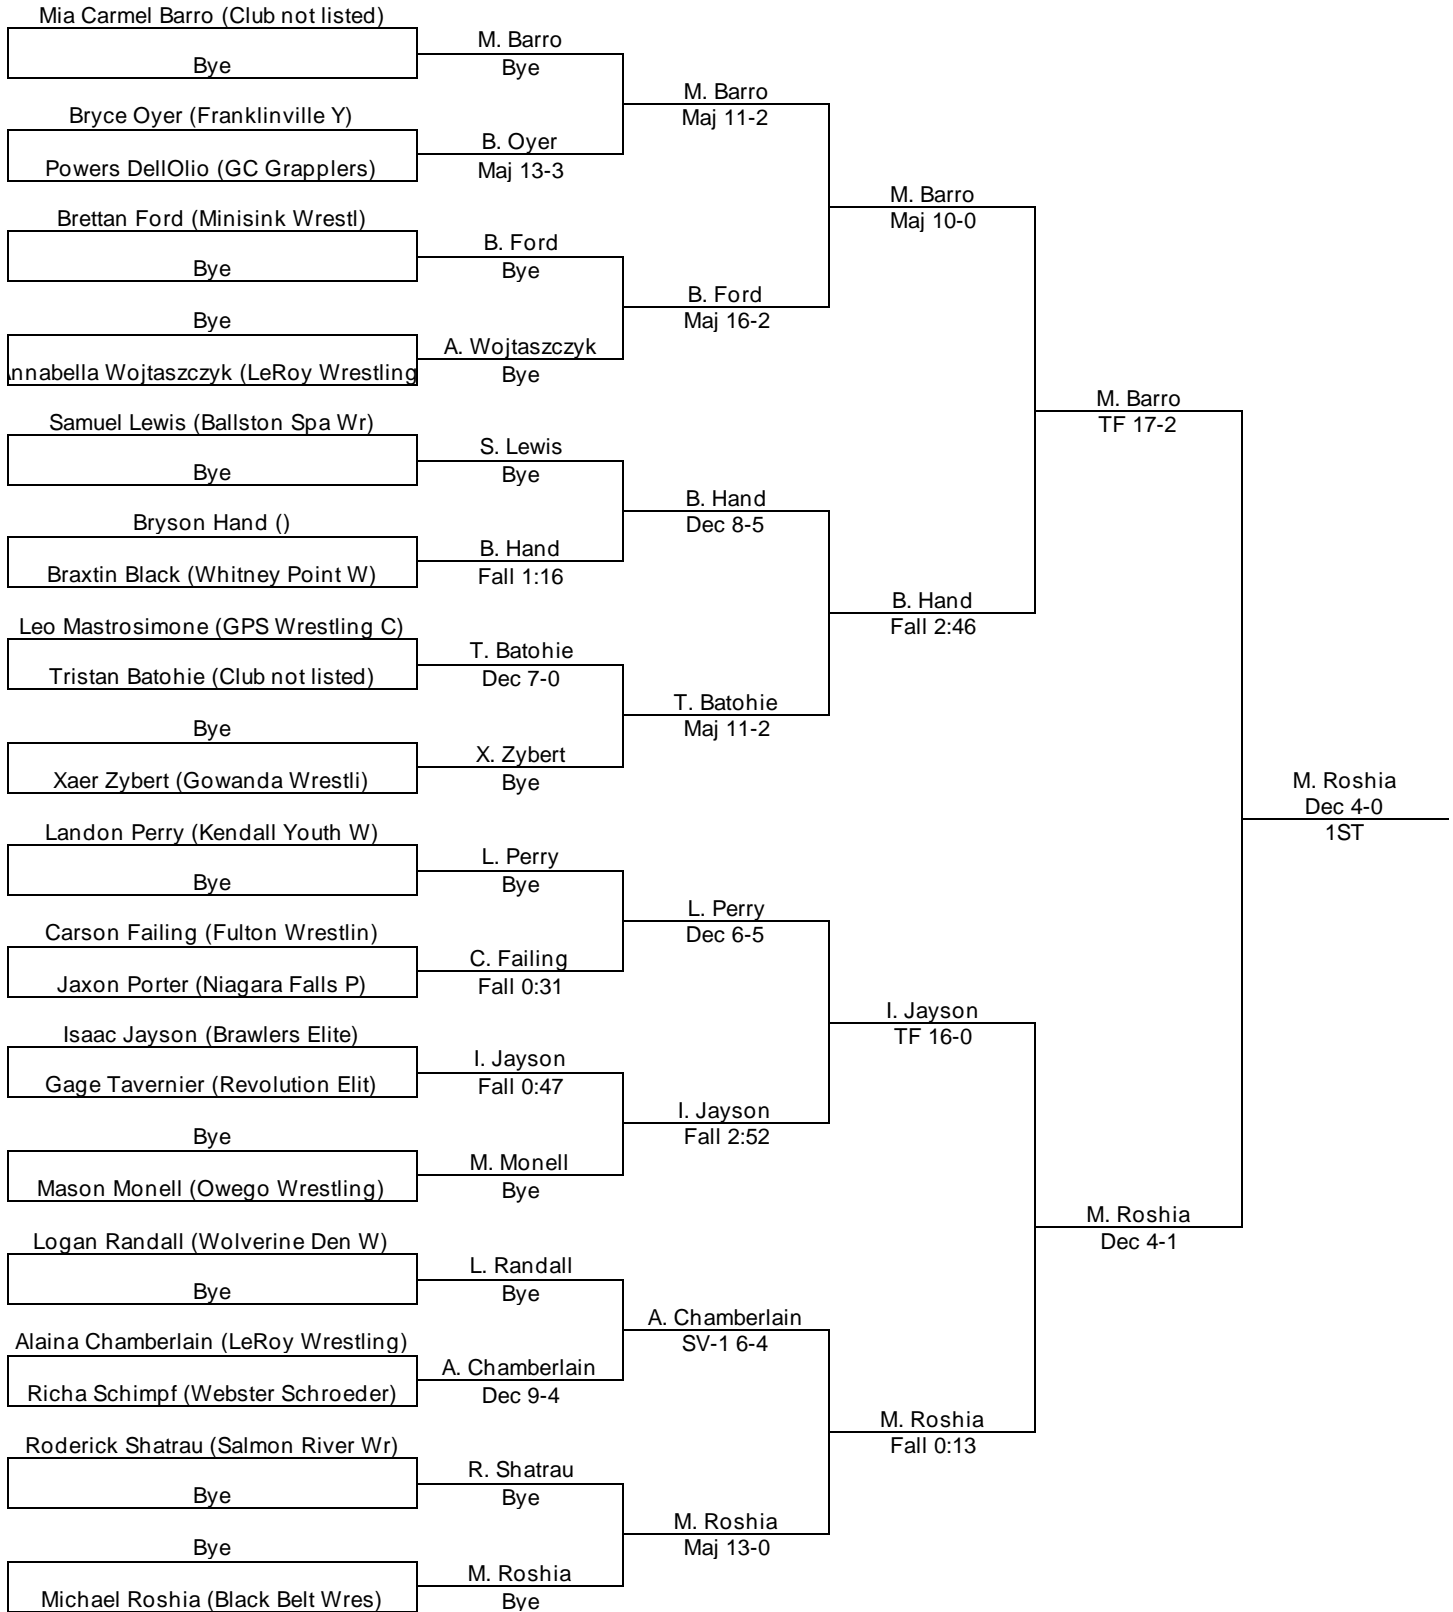 Mia Carmel Barro (Club not listed)
Bye
Bryce Oyer (Franklinville Y)
Powers DellOlio (GC Grapplers)
Brettan Ford (Minisink Wrestl)
Bye
Bye
Annabella Wojtaszczyk (LeRoy Wrestling
Samuel Lewis (Ballston Spa Wr)
Bye
Bryson Hand ()
Braxtin Black (Whitney Point W)
Leo Mastrosimone (GPS Wrestling C)
Tristan Batohie (Club not listed)
Bye
Xaer Zybert (Gowanda Wrestli)
Landon Perry (Kendall Youth W)
Bye
Carson Failing (Fulton Wrestlin)
Jaxon Porter (Niagara Falls P)
Isaac Jayson (Brawlers Elite)
Gage Tavernier (Revolution Elit)
Bye
Mason Monell (Owego Wrestling)
Logan Randall (Wolverine Den W)
Bye
Alaina Chamberlain (LeRoy Wrestling)
Richa Schimpf (Webster Schroeder)
Roderick Shatrau (Salmon River Wr)
Bye
Bye
Michael Roshia (Black Belt Wres)
M. Barro
Bye
B. Oyer
Maj 13-3
B. Ford
Bye
A. Wojtaszczyk
Bye
S. Lewis
Bye
B. Hand
Fall 1:16
T. Batohie
Dec 7-0
X. Zybert
Bye
L. Perry
Bye
C. Failing
Fall 0:31
I. Jayson
Fall 0:47
M. Monell
Bye
L. Randall
Bye
A. Chamberlain
Dec 9-4
R. Shatrau
Bye
M. Roshia
Bye
M. Barro
Maj 11-2
B. Ford
Maj 16-2
B. Hand
Dec 8-5
T. Batohie
Maj 11-2
L. Perry
Dec 6-5
I. Jayson
Fall 2:52
A. Chamberlain
SV-1 6-4
M. Roshia
Maj 13-0
M. Barro
Maj 10-0
B. Hand
Fall 2:46
I. Jayson
TF 16-0
M. Roshia
Fall 0:13
M. Barro
TF 17-2
M. Roshia
Dec 4-1
M. Roshia
Dec 4-0
1ST